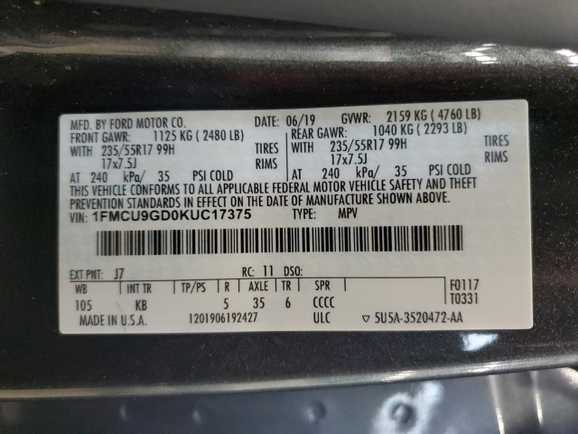 MFD. BY FORD MOTOR CO. DATE: 06/19 GVWR: 2159 KG ( 4760 LB)
FRONT GAWR: 1125 KG ( 2480 LB) REAR GAWR: 1040 KG ( 2293 LB)
WITH 235/55R17 99H TIRES WITH 235/55R17 99H TIRES
17x7.5J RIMS 17x7.5J RIMS
AT 240 kPa/ 35 PSI COLD AT 240 kPa/ 35 PSI COLD
THIS VEHICLE CONFORMS TO ALL APPLICABLE FEDERAL MOTOR VEHICLE SAFETY AND THEFT
PREVENTION STANDARDS IN EFFECT ON THE DATE OF MANUFACTURE SHOWN ABOVE.
VIN: 1FMCU9GD0KUC17375 TYPE: MPV
EXT PNT: J7 RC: 11 DSO:
WB INT TR TP/PS R AXLE TR SPR F0117
105 KB 5 35 6 CCCC T0331
MADE IN U.S.A. 1201906192427 ULC ▽ 5U5A-3520472-AA